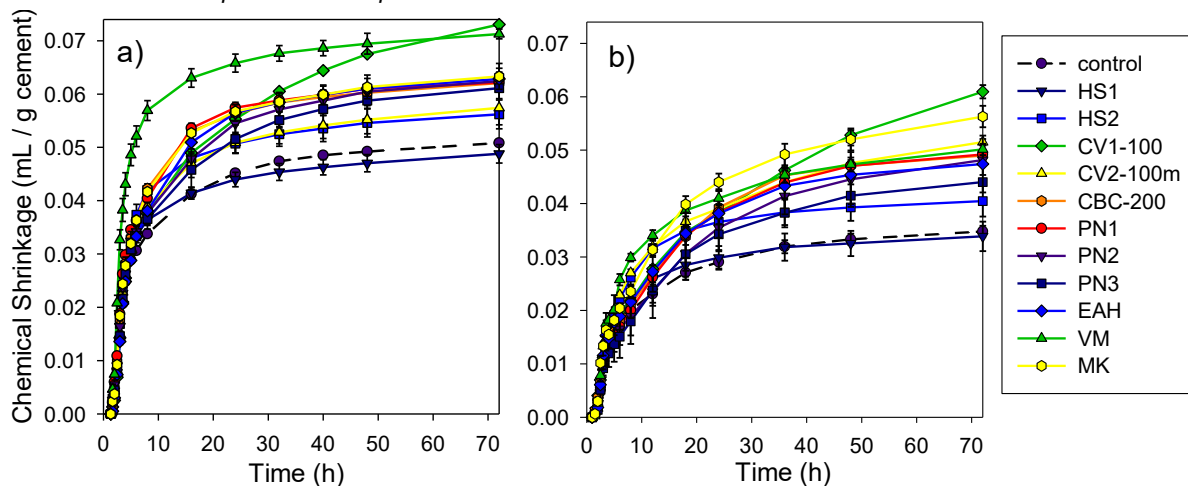 a)
b)
Chemical Shrinkage (mL / g cement)
0.07
0.06
0.05
0.04
0.03
0.02
0.01
0.00
0 10 20 30 40 50 60 70
Time (h)
0.07
0.06
0.05
0.04
0.03
0.02
0.01
0.00
0 10 20 30 40 50 60 70
Time (h)
control
HS1
HS2
CV1-100
CV2-100m
CBC-200
PN1
PN2
PN3
EAH
VM
MK